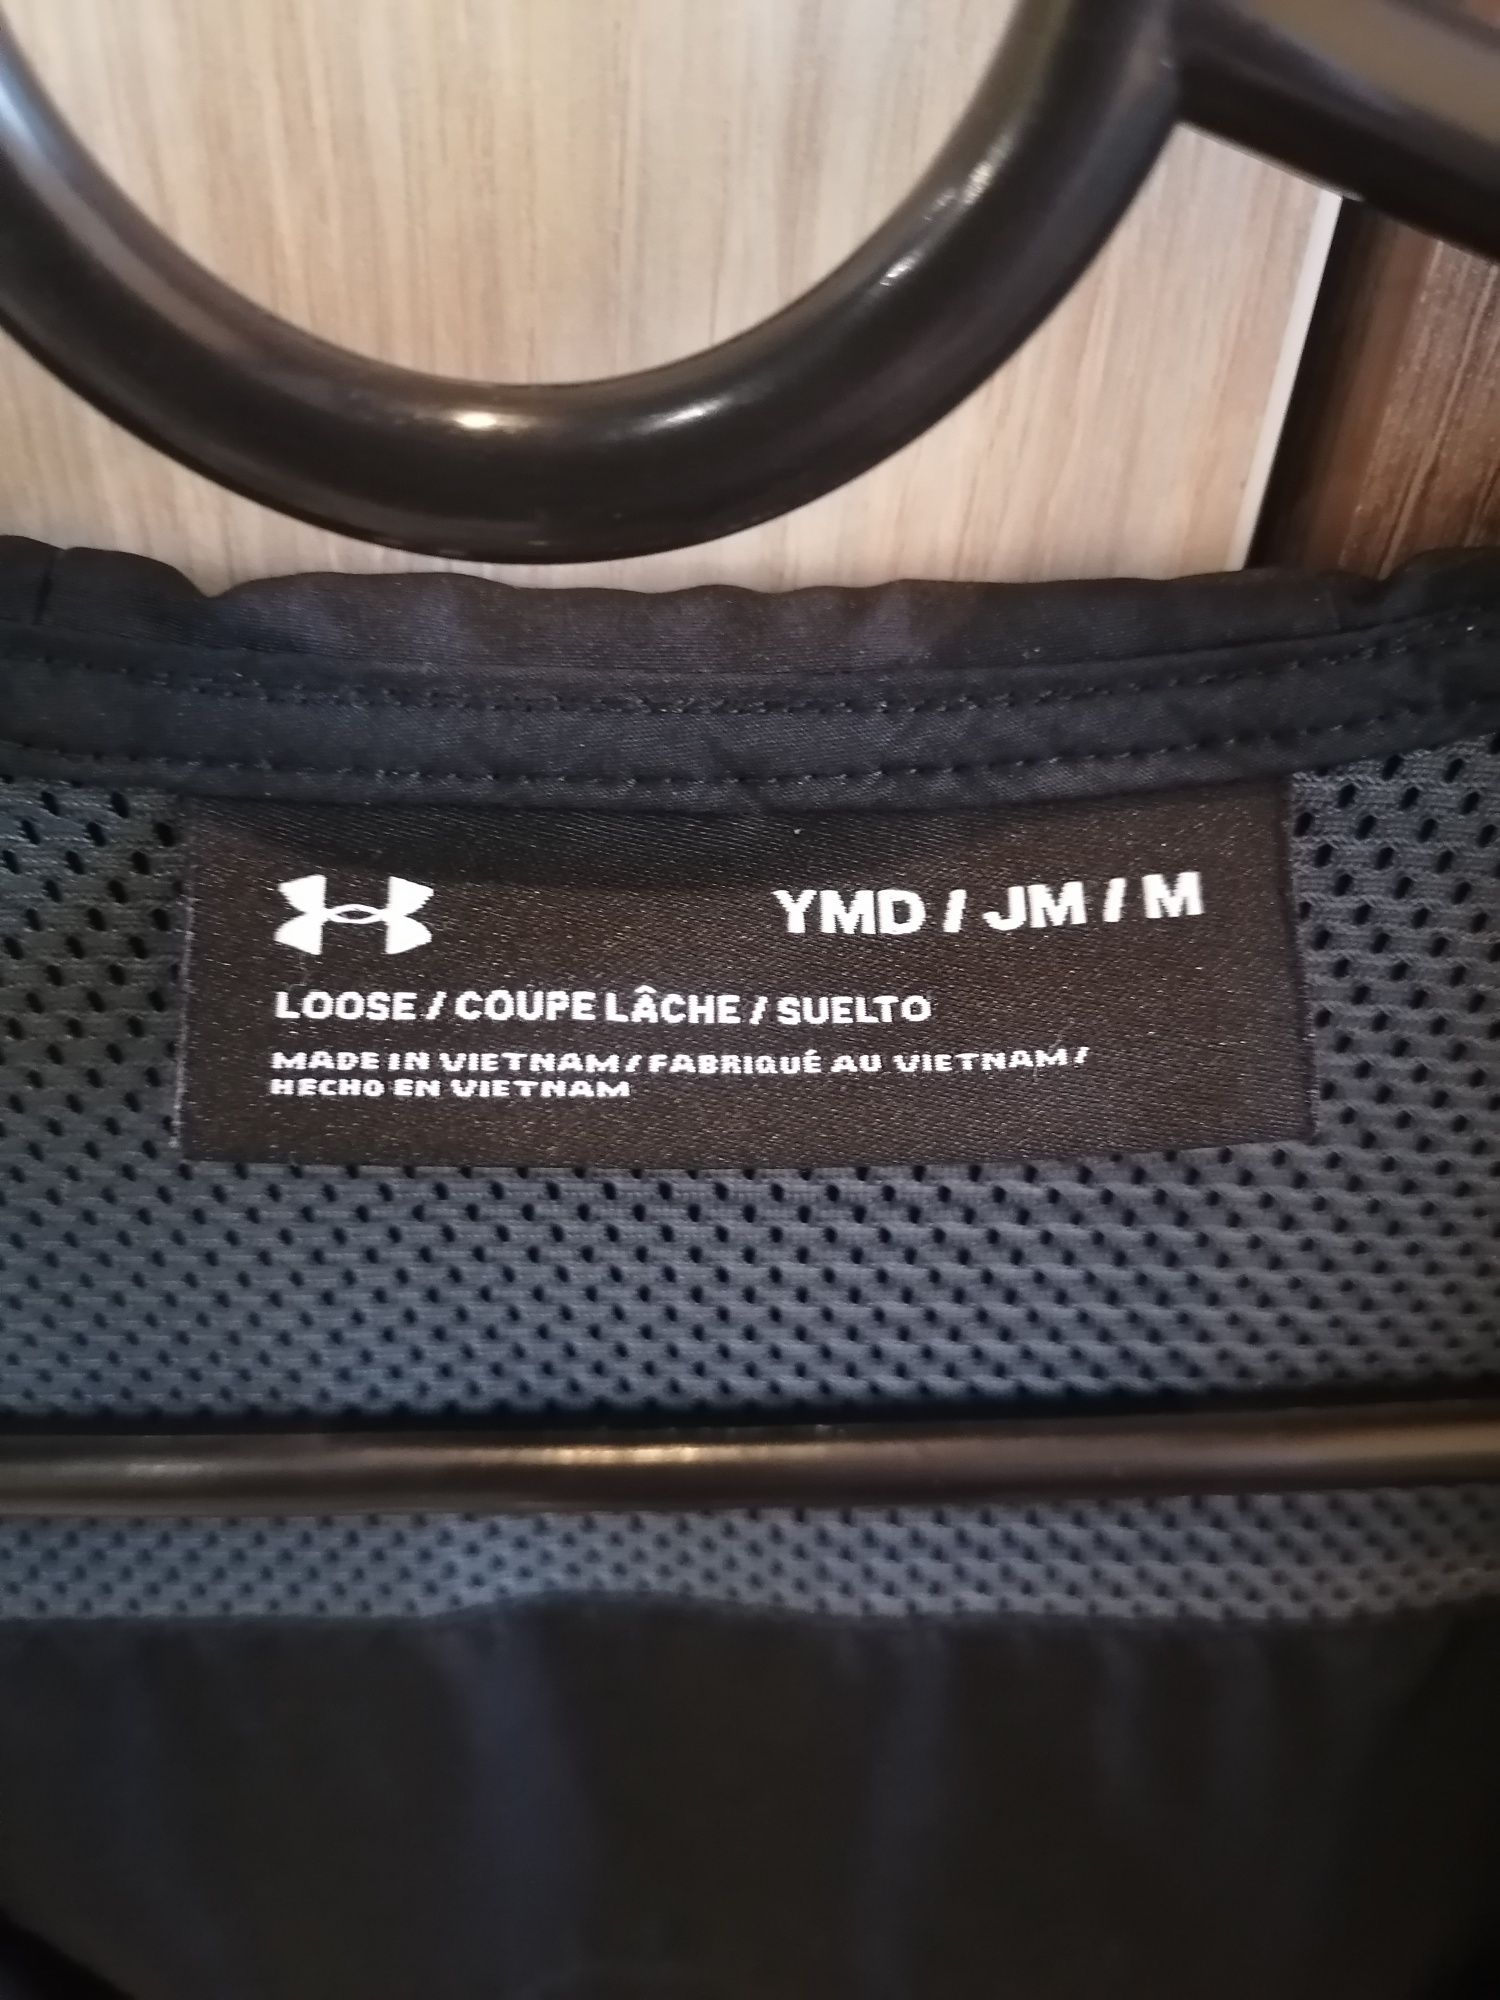 YMD / JM / M
LOOSE / COUPE LÂCHE / SUELTO
MADE IN VIETNAM / FABRIQUÉ AU VIETNAM /
HECHO EN VIETNAM